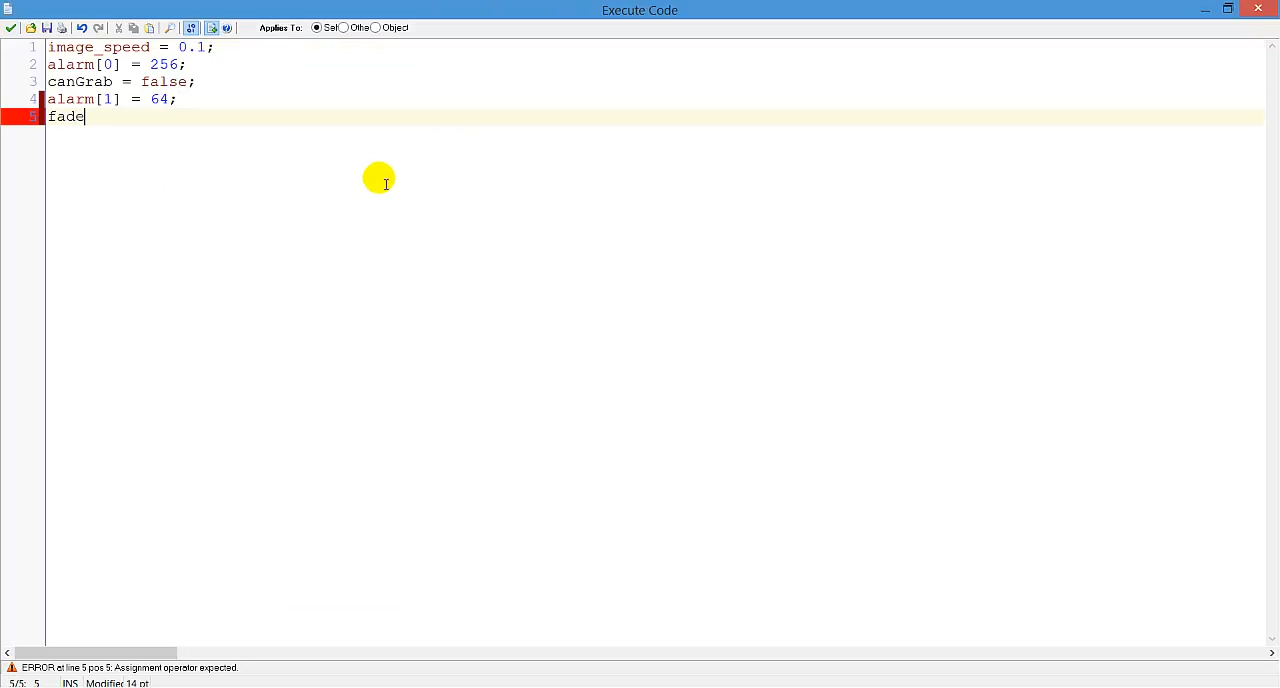 Execute Code
Applies To: Self Othe Object
1 image_speed = 0.1;
2 alarm[0] = 256;
3 canGrab = false;
4 alarm[1] = 64;
5 fade
ERROR at line 5 pos 5: Assignment operator expected.
5/5: 5 INS Modified 14 pt